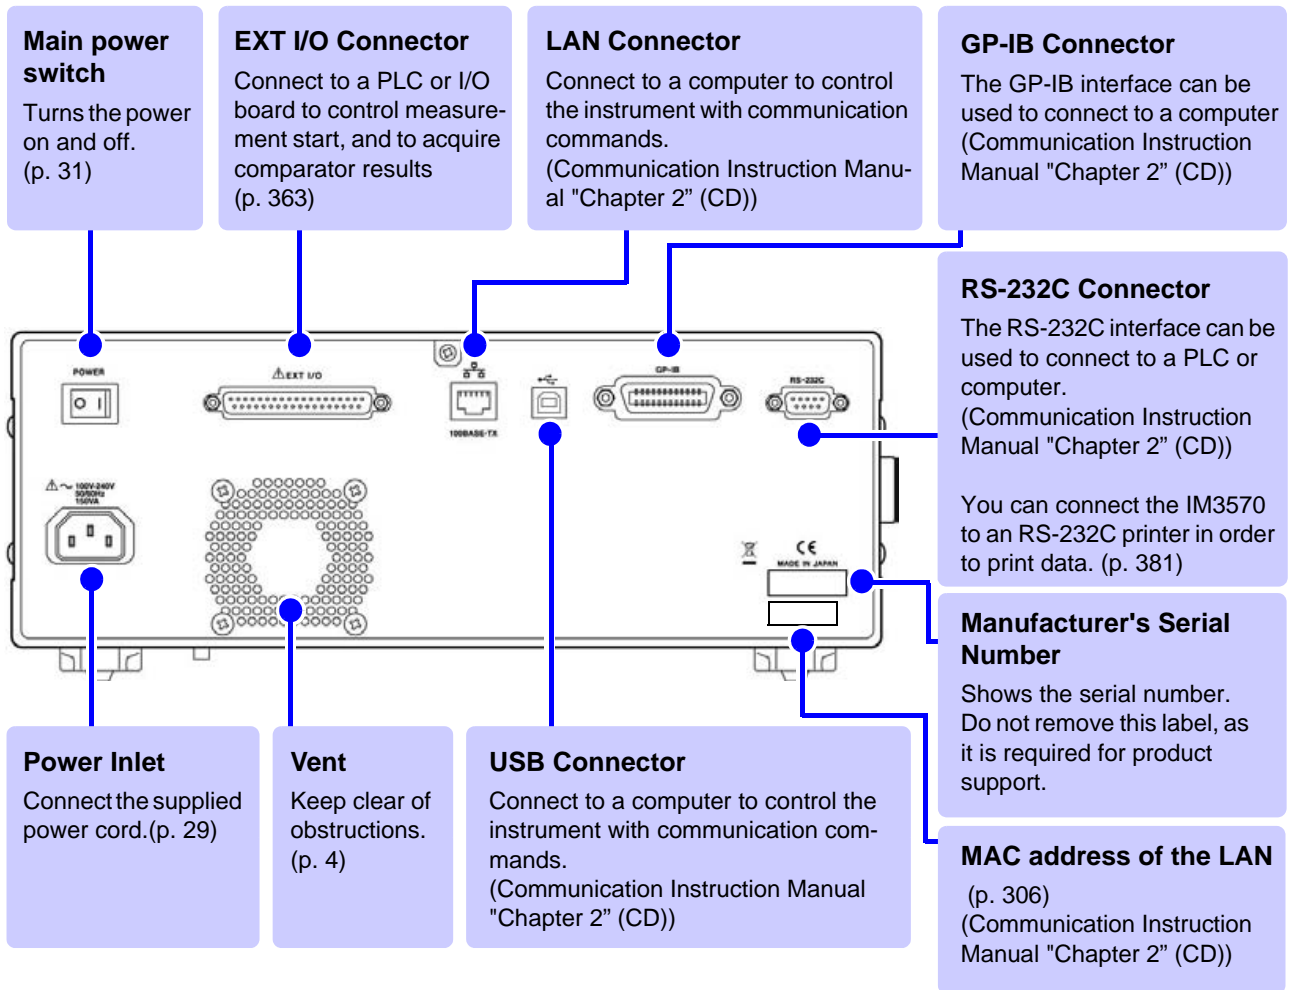 Main power
switch
Turns the power
on and off.
(p. 31)
EXT I/O Connector
Connect to a PLC or I/O
board to control measure-
ment start, and to acquire
comparator results
(p. 363)
LAN Connector
Connect to a computer to control
the instrument with communication
commands.
(Communication Instruction Manu-
al "Chapter 2” (CD))
GP-IB Connector
The GP-IB interface can be
used to connect to a computer
(Communication Instruction
Manual "Chapter 2” (CD))
RS-232C Connector
The RS-232C interface can be
used to connect to a PLC or
computer.
(Communication Instruction
Manual "Chapter 2” (CD))
You can connect the IM3570
to an RS-232C printer in order
to print data. (p. 381)
POWER
EXT I/O
100BASE-TX
GP-IB
RS-232C
100V-240V
50/60Hz
150VA
CE
MADE IN JAPAN
Manufacturer's Serial
Number
Shows the serial number.
Do not remove this label, as
it is required for product
support.
Power Inlet
Connect the supplied
power cord.(p. 29)
Vent
Keep clear of
obstructions.
(p. 4)
USB Connector
Connect to a computer to control the
instrument with communication com-
mands.
(Communication Instruction Manual
"Chapter 2” (CD))
MAC address of the LAN
(p. 306)
(Communication Instruction
Manual "Chapter 2” (CD))